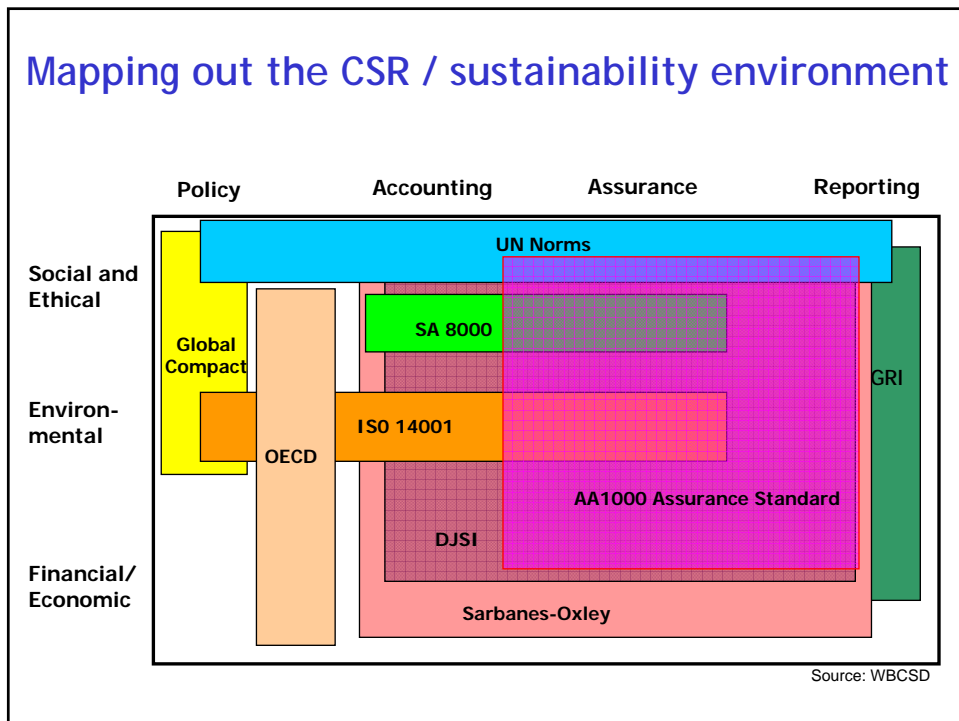 Mapping out the CSR / sustainability environment
Policy
Accounting
Assurance
Reporting
UN Norms
Social and
Ethical
SA 8000
Global
Compact
GRI
Environ-
mental
IS0 14001
OECD
AA1000 Assurance Standard
DJSI
Financial/
Economic
Sarbanes-Oxley
Source: WBCSD